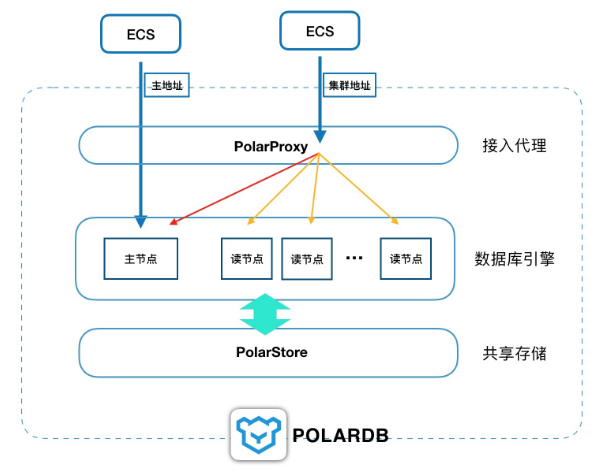 ECS
ECS
主地址
集群地址
PolarProxy
接入代理
主节点
读节点
读节点
•••
读节点
数据库引擎
PolarStore
共享存储
POLARDB